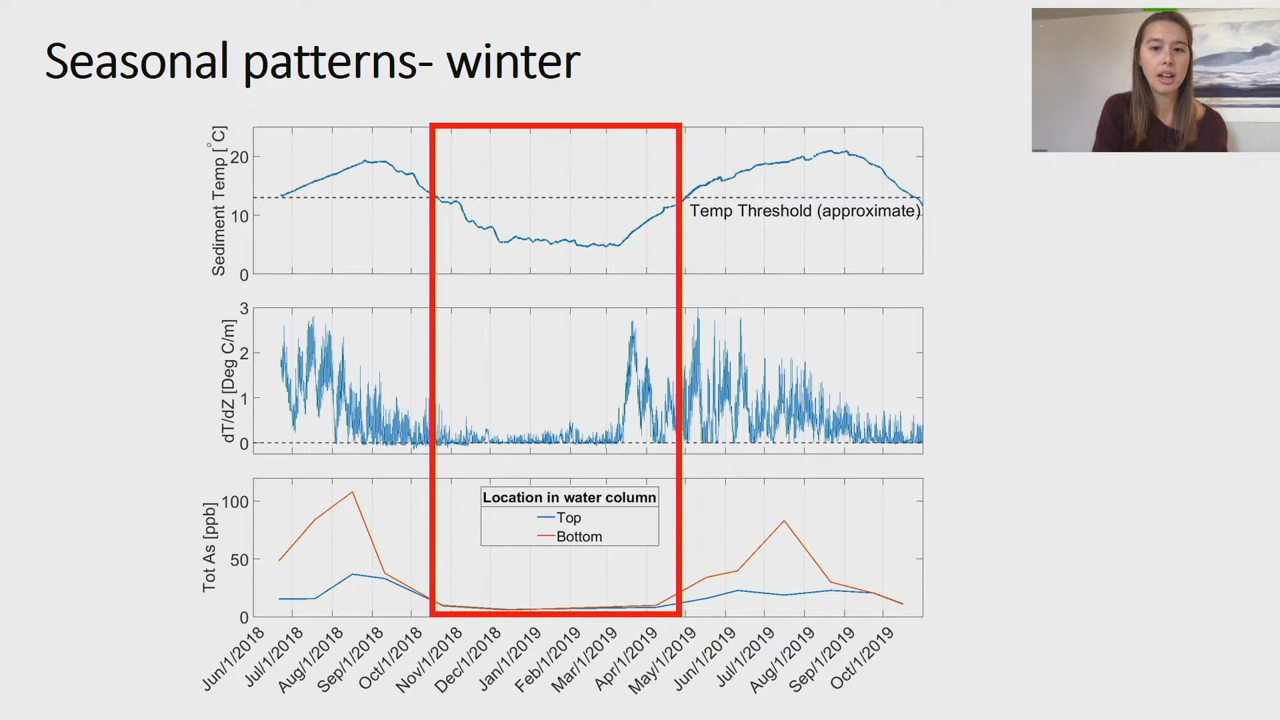 Seasonal patterns- winter
Sediment Temp [°C]
20
10
0
Temp Threshold (approximate)
dT/dZ [Deg C/m]
3
2
1
0
Tot As [ppb]
100
50
0
Location in water column
Top
Bottom
Jun/1/2018
Jul/1/2018
Aug/1/2018
Sep/1/2018
Oct/1/2018
Nov/1/2018
Dec/1/2018
Jan/1/2019
Feb/1/2019
Mar/1/2019
Apr/1/2019
May/1/2019
Jun/1/2019
Jul/1/2019
Aug/1/2019
Sep/1/2019
Oct/1/2019